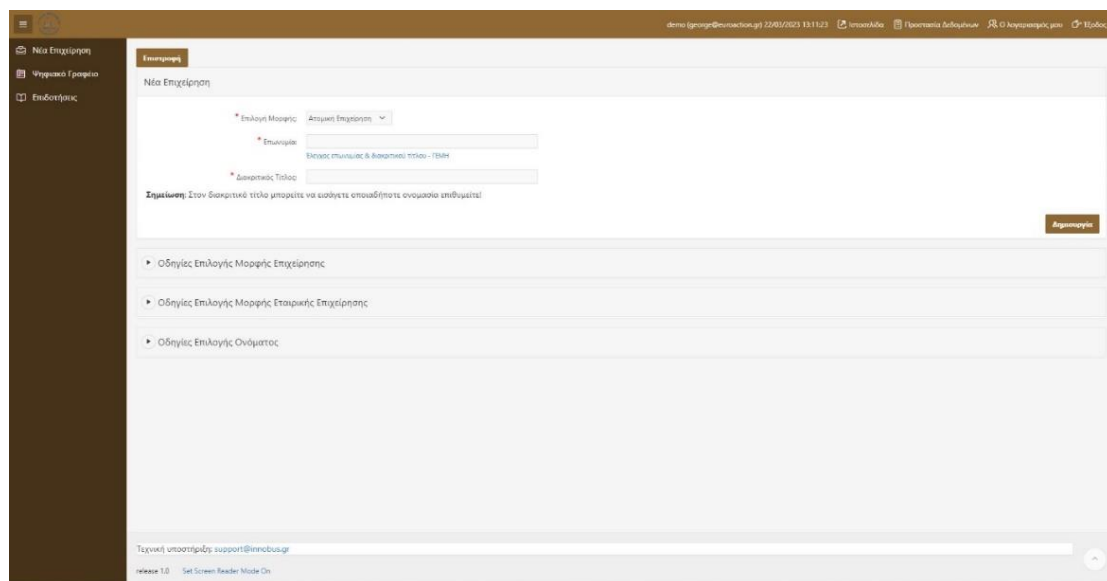 demo (george@euroaction.gr) 22/03/2023 13:11:23 Ιστοσελίδα Προστασία Δεδομένων Ο λογαριασμός μου Έξοδος
Νέα Επιχείρηση
Ψηφιακό Γραφείο
Επιδοτήσεις
Επιστροφή
Νέα Επιχείρηση
* Επιλογή Μορφής: Ατομική Επιχείρηση
* Επωνυμία:
Έλεγχος επωνυμίας & διακριτικού τίτλου - ΓΕΜΗ
* Διακριτικός Τίτλος:
Σημείωση: Στον διακριτικό τίτλο μπορείτε να εισάγετε οποιαδήποτε ονομασία επιθυμείτε!
Δημιουργία
Οδηγίες Επιλογής Μορφής Επιχείρησης
Οδηγίες Επιλογής Μορφής Εταιρικής Επιχείρησης
Οδηγίες Επιλογής Ονόματος
Τεχνική υποστήριξη: support@innobus.gr
release 1.0 Set Screen Reader Mode On